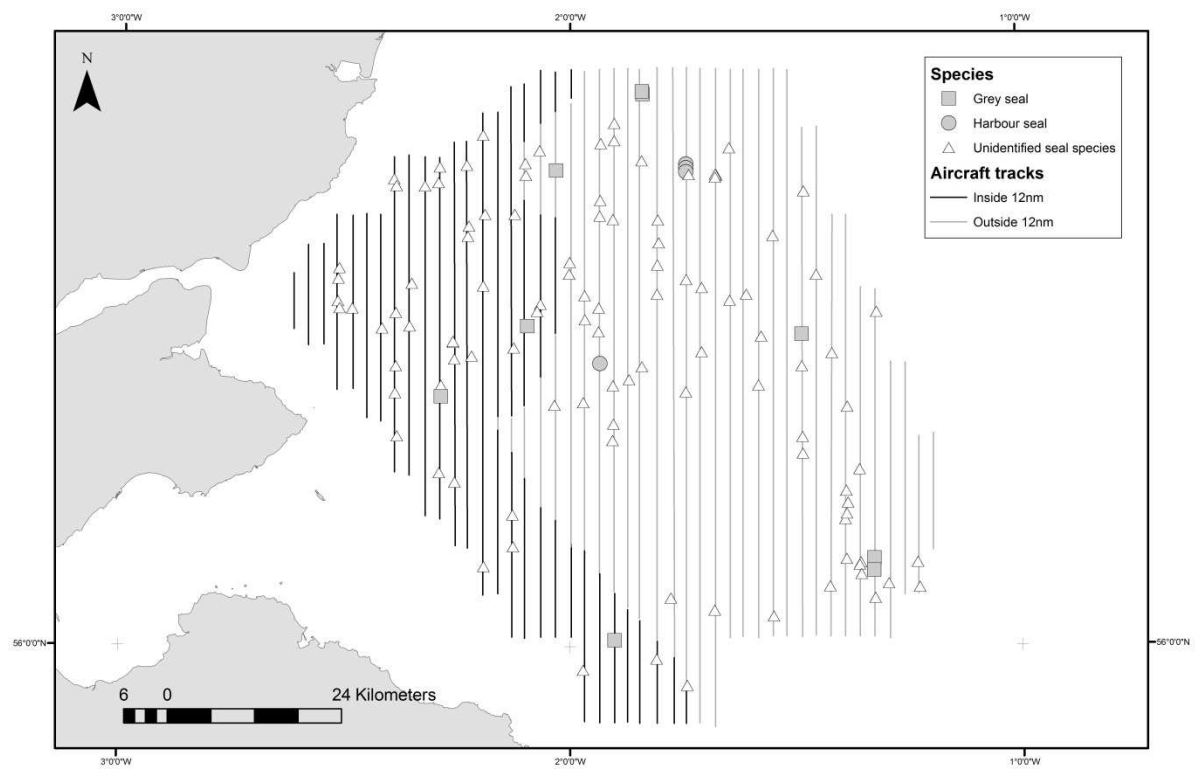 3°0'0"W 2°0'0"W 1°0'0"W
N
Species
Grey seal
Harbour seal
Unidentified seal species
Aircraft tracks
Inside 12nm
Outside 12nm
56°0'0"N 56°0'0"N
6 0 24 Kilometers
3°0'0"W 2°0'0"W 1°0'0"W